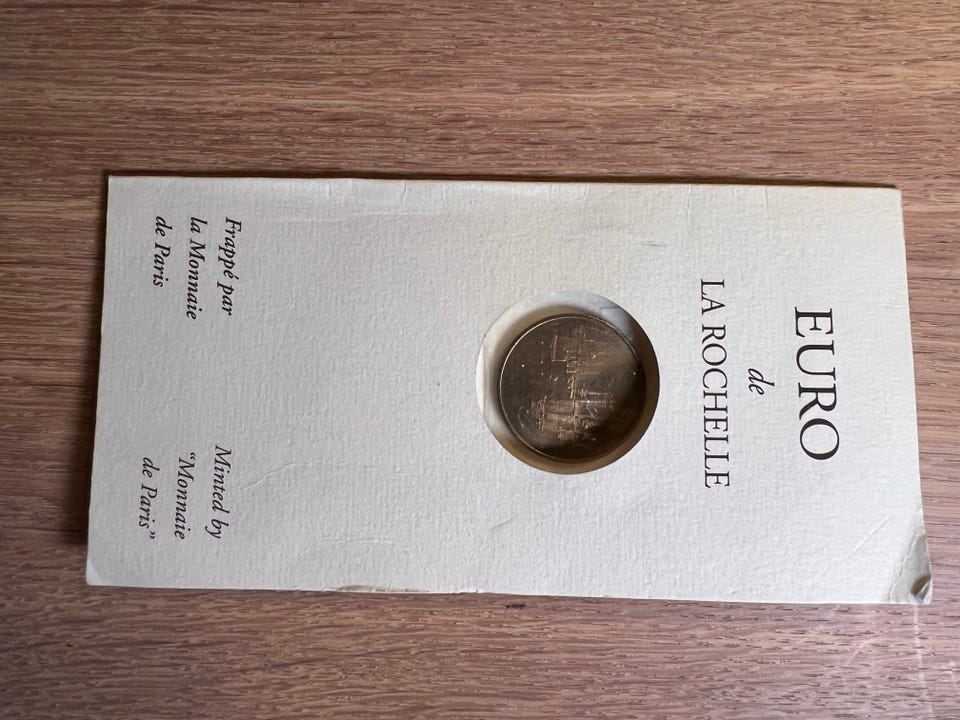 EURO
de
LA ROCHELLE
Frappé par
la Monnaie
de Paris
Minted by
“Monnaie
de Paris”